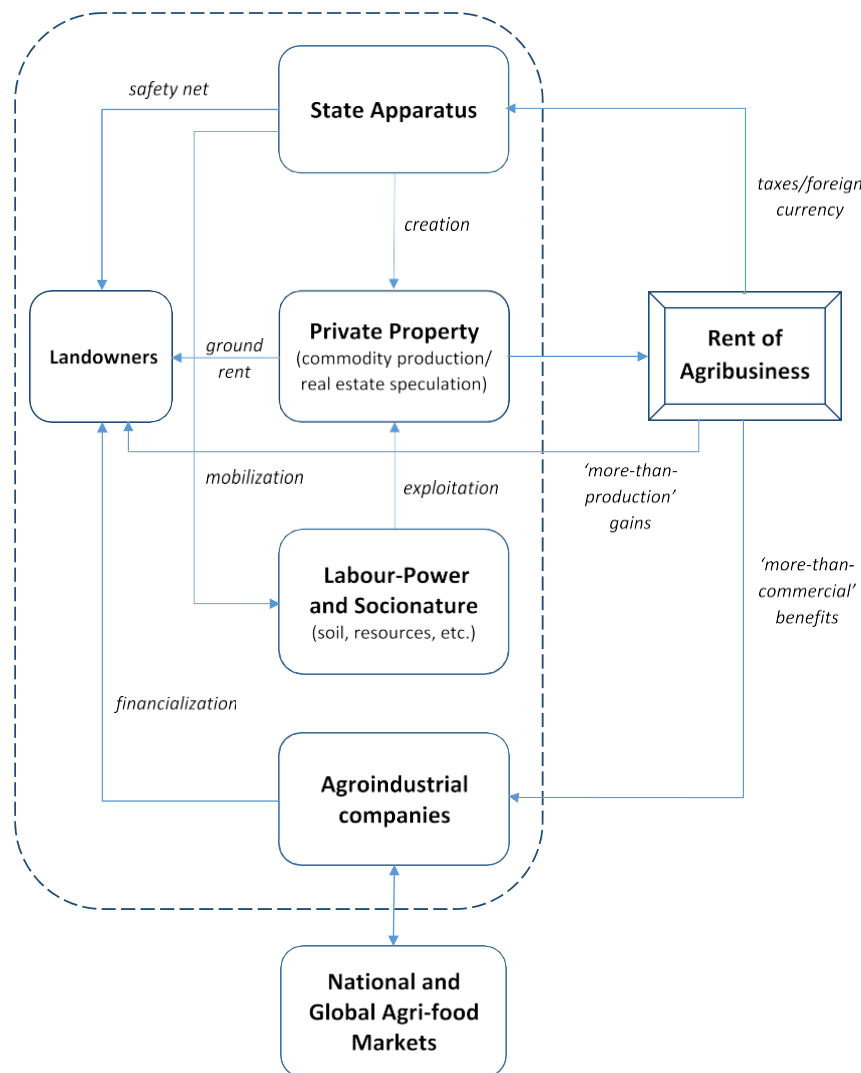 State Apparatus
safety net
taxes/foreign
currency
creation
Landowners
ground
rent
Private Property
(commodity production/
real estate speculation)
Rent of
Agribusiness
mobilization
exploitation
‘more-than-
production’
gains
Labour-Power
and Socionature
(soil, resources, etc.)
‘more-than-
commercial’
benefits
financialization
Agroindustrial
companies
National and
Global Agri-food
Markets